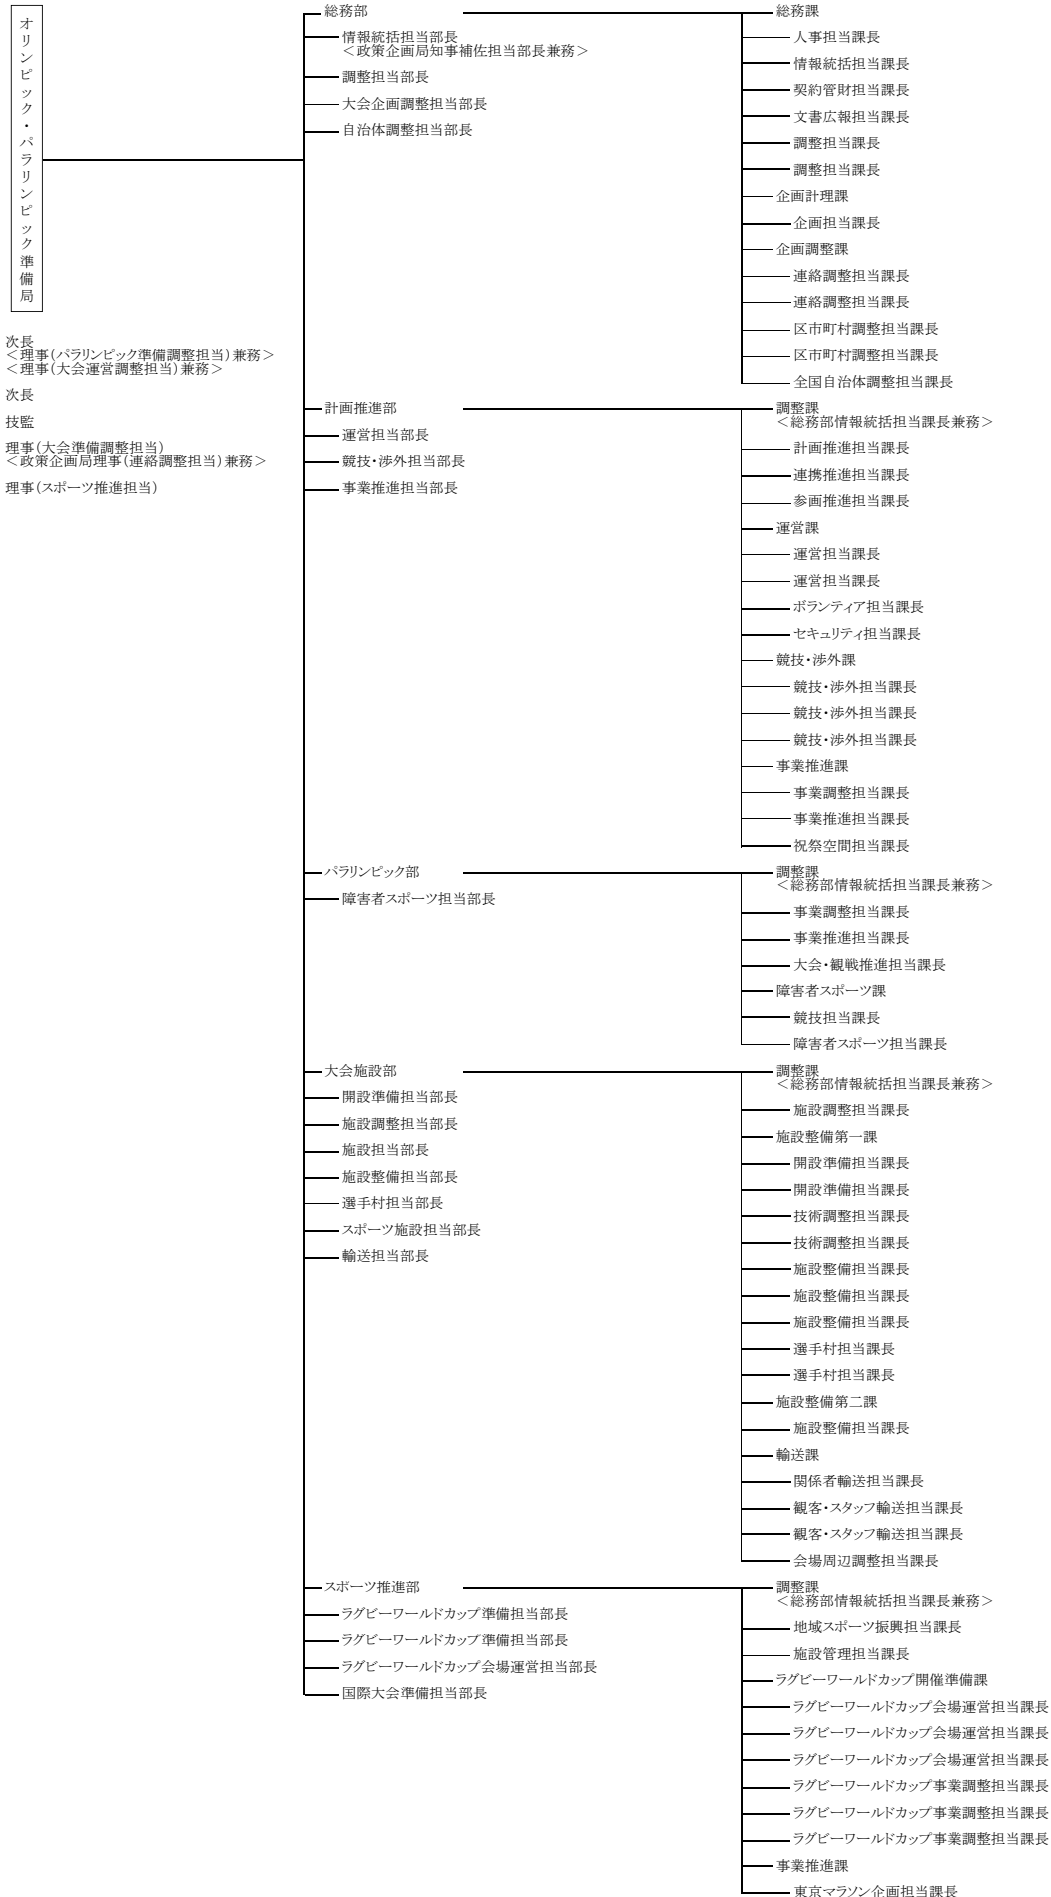 オリンピック・パラリンピック準備局
次長
＜理事(パラリンピック準備調整担当)兼務＞
＜理事(大会運営調整担当)兼務＞
次長
技監
理事(大会準備調整担当)
＜政策企画局理事(連絡調整担当)兼務＞
理事(スポーツ推進担当)
総務部
情報統括担当部長
＜政策企画局知事補佐担当部長兼務＞
調整担当部長
大会企画調整担当部長
自治体調整担当部長
総務課
人事担当課長
情報統括担当課長
契約管財担当課長
文書広報担当課長
調整担当課長
調整担当課長
企画計理課
企画担当課長
企画調整課
連絡調整担当課長
連絡調整担当課長
区市町村調整担当課長
区市町村調整担当課長
全国自治体調整担当課長
計画推進部
運営担当部長
競技・渉外担当部長
事業推進担当部長
調整課
＜総務部情報統括担当課長兼務＞
計画推進担当課長
連携推進担当課長
参画推進担当課長
運営課
運営担当課長
運営担当課長
ボランティア担当課長
セキュリティ担当課長
競技・渉外課
競技・渉外担当課長
競技・渉外担当課長
競技・渉外担当課長
事業推進課
事業調整担当課長
事業推進担当課長
祝祭空間担当課長
パラリンピック部
障害者スポーツ担当部長
調整課
＜総務部情報統括担当課長兼務＞
事業調整担当課長
事業推進担当課長
大会・観戦推進担当課長
障害者スポーツ課
競技担当課長
障害者スポーツ担当課長
大会施設部
開設準備担当部長
施設調整担当部長
施設担当部長
施設整備担当部長
選手村担当部長
スポーツ施設担当部長
輸送担当部長
調整課
＜総務部情報統括担当課長兼務＞
施設調整担当課長
施設整備第一課
開設準備担当課長
開設準備担当課長
技術調整担当課長
技術調整担当課長
施設整備担当課長
施設整備担当課長
施設整備担当課長
選手村担当課長
選手村担当課長
施設整備第二課
施設整備担当課長
輸送課
関係者輸送担当課長
観客・スタッフ輸送担当課長
観客・スタッフ輸送担当課長
会場周辺調整担当課長
スポーツ推進部
ラグビーワールドカップ準備担当部長
ラグビーワールドカップ準備担当部長
ラグビーワールドカップ会場運営担当部長
国際大会準備担当部長
調整課
＜総務部情報統括担当課長兼務＞
地域スポーツ振興担当課長
施設管理担当課長
ラグビーワールドカップ開催準備課
ラグビーワールドカップ会場運営担当課長
ラグビーワールドカップ会場運営担当課長
ラグビーワールドカップ会場運営担当課長
ラグビーワールドカップ事業調整担当課長
ラグビーワールドカップ事業調整担当課長
ラグビーワールドカップ事業調整担当課長
事業推進課
東京マラソン企画担当課長